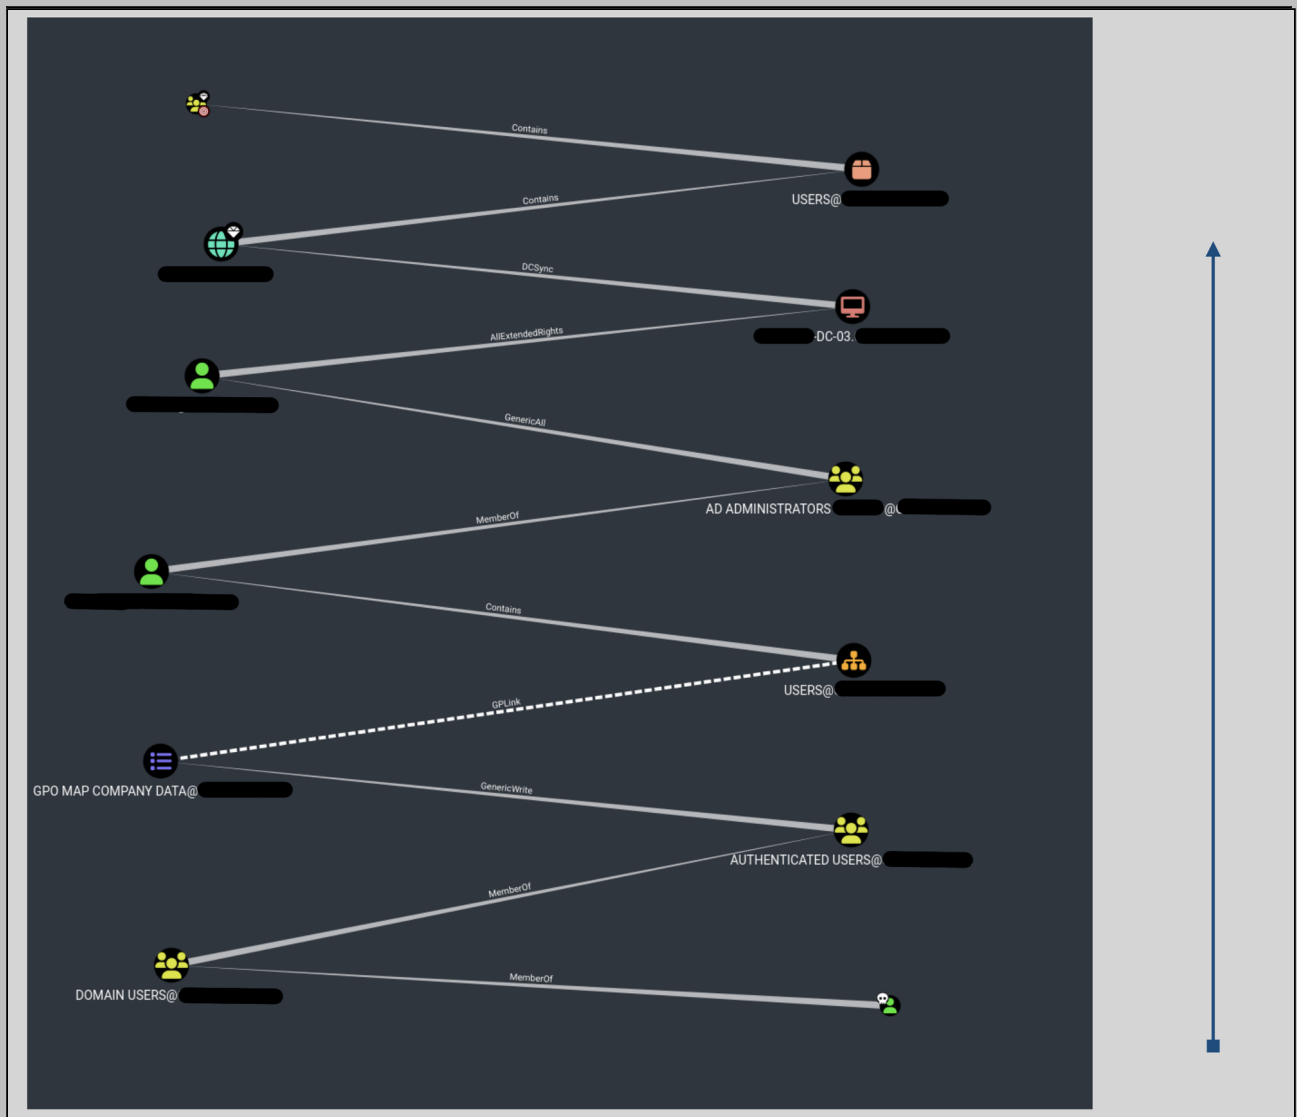 Contains
USERS@
Contains
DCSync
-DC-03.
AllExtendedRights
GenericAll
AD ADMINISTRATORS @
MemberOf
Contains
USERS@
GPLink
GPO MAP COMPANY DATA@
GenericWrite
AUTHENTICATED USERS@
MemberOf
MemberOf
DOMAIN USERS@